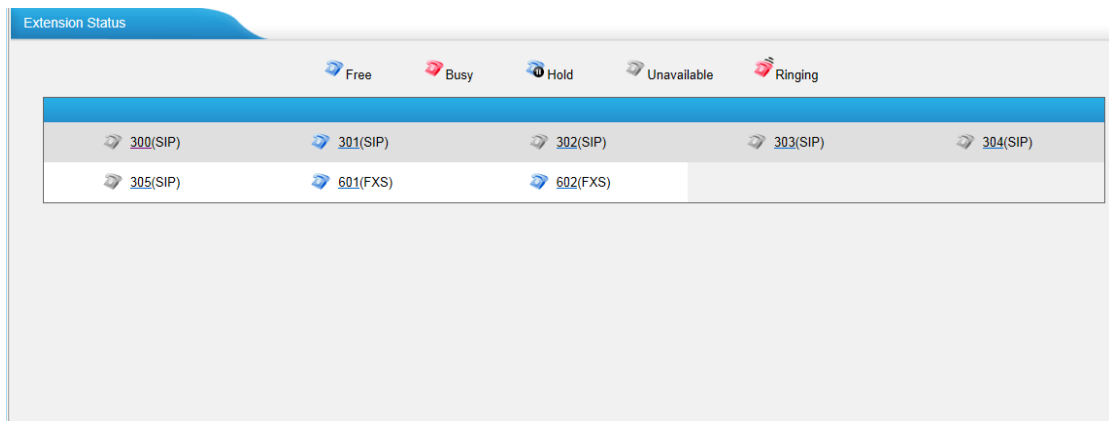 Extension Status
Free Busy Hold Unavailable Ringing
300(SIP) 301(SIP) 302(SIP) 303(SIP) 304(SIP)
305(SIP) 601(FXS) 602(FXS)